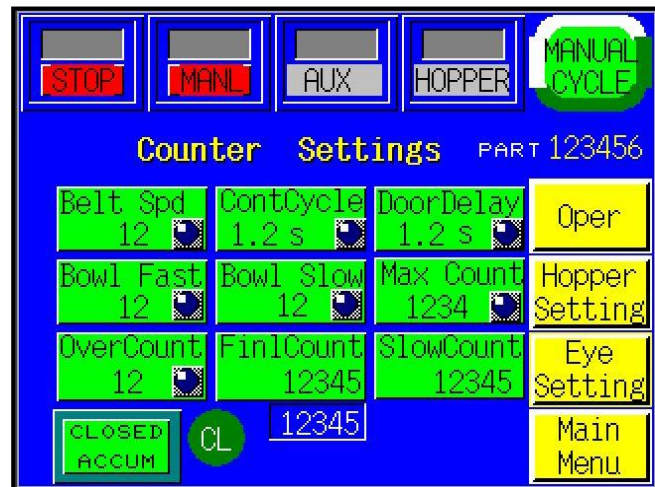 STOP MANL AUX HOPPER MANUAL
CYCLE
Counter Settings PART 123456
Belt Spd ContCycle DoorDelay
12 1.2 s 1.2 s
Oper
Bowl Fast Bowl Slow Max Count
12 12 1234
Hopper
Setting
OverCount FinlCount SlowCount
12 12345 12345
Eye
Setting
CLOSED
ACCUM
CL
12345
Main
Menu